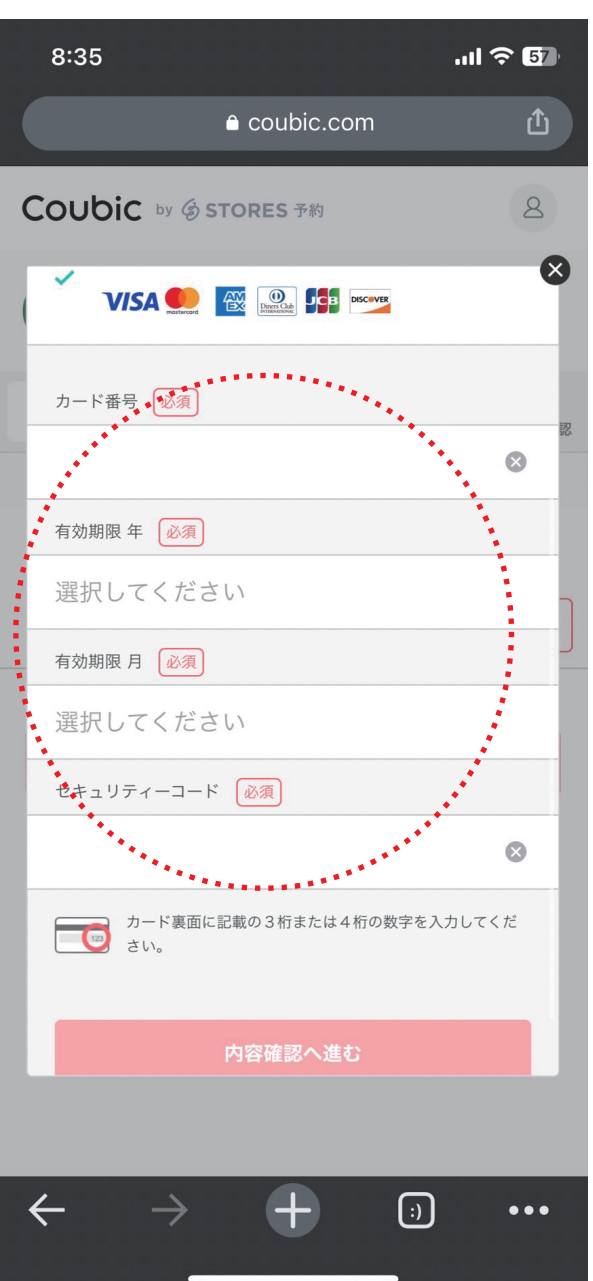 8:35
57
coubic.com
Coubic by STORES 予約
VISA mastercard AM EX Diners Club INTERNATIONAL JCB DISCOVER
カード番号 必須
認
有効期限 年 必須
選択してください
有効期限 月 必須
選択してください
セキュリティーコード 必須
123
カード裏面に記載の3桁または4桁の数字を入力してくだ
さい。
内容確認へ進む
:)